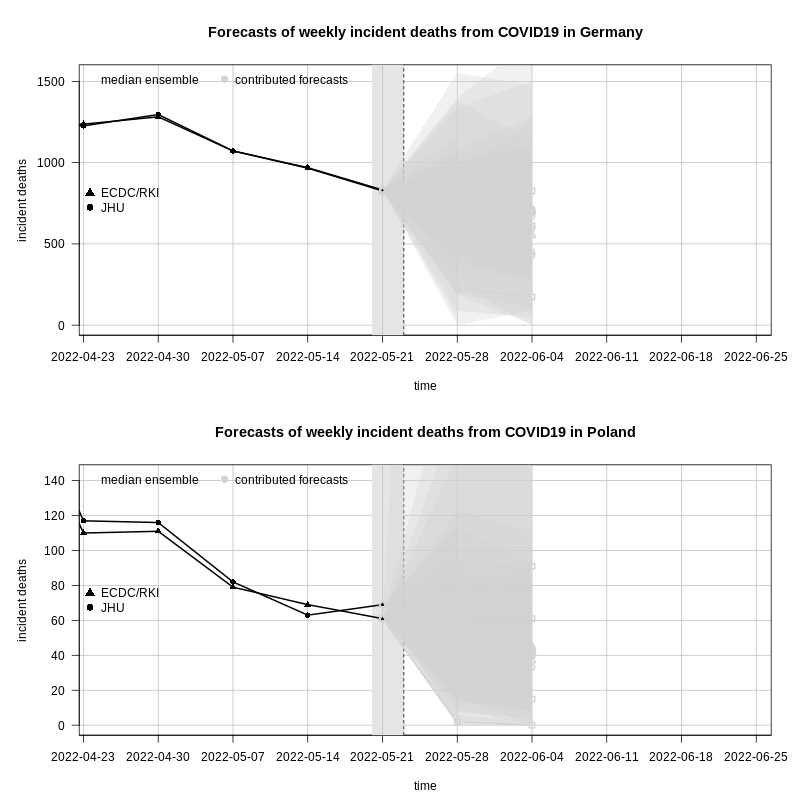 Forecasts of weekly incident deaths from COVID19 in Germany
median ensemble contributed forecasts
1500
1000
500
0
incident deaths
ECDC/RKI
JHU
2022-04-23 2022-04-30 2022-05-07 2022-05-14 2022-05-21 2022-05-28 2022-06-04 2022-06-11 2022-06-18 2022-06-25
time
Forecasts of weekly incident deaths from COVID19 in Poland
median ensemble contributed forecasts
140
120
100
80
60
40
20
0
incident deaths
ECDC/RKI
JHU
2022-04-23 2022-04-30 2022-05-07 2022-05-14 2022-05-21 2022-05-28 2022-06-04 2022-06-11 2022-06-18 2022-06-25
time